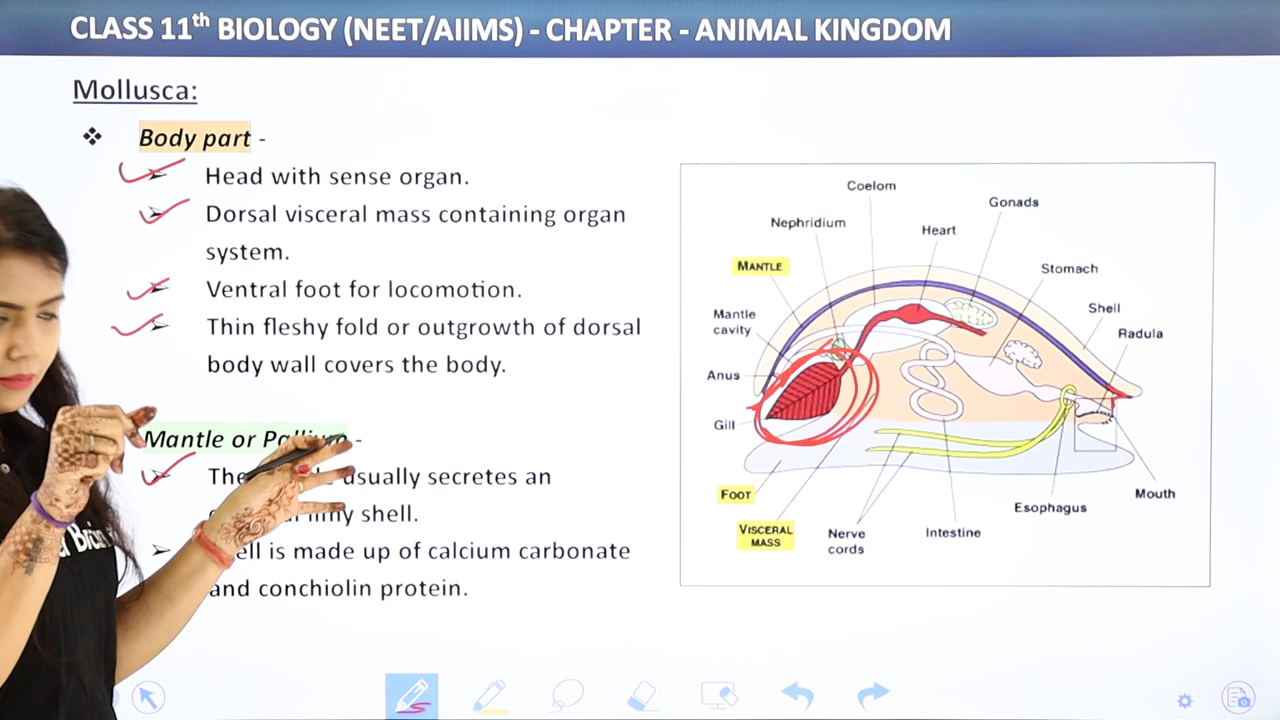 CLASS 11th BIOLOGY (NEET/AIIMS) - CHAPTER - ANIMAL KINGDOM
Mollusca:
❖ Body part -
➢ Head with sense organ.
➢ Dorsal visceral mass containing organ
system.
➢ Ventral foot for locomotion.
➢ Thin fleshy fold or outgrowth of dorsal
body wall covers the body.
Mantle or -
➢ usually secretes an
shell.
➢ is made up of calcium carbonate
and conchiolin protein.
Coelom
Gonads
Nephridium
Heart
MANTLE
Stomach
Mantle
cavity
Shell
Radula
Anus
Gill
FOOT
Mouth
Esophagus
VISCERAL
MASS
Nerve
cords
Intestine